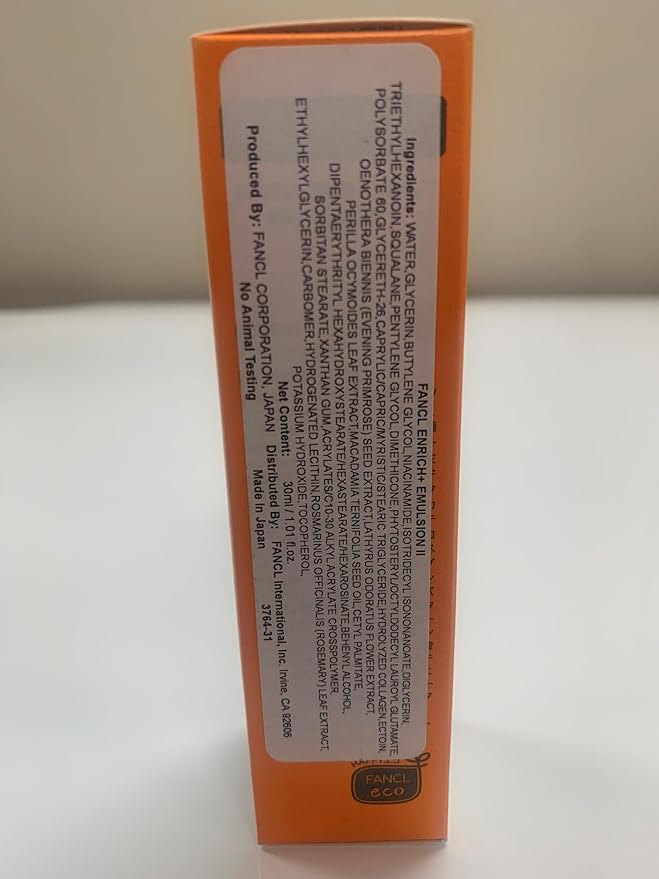 FANCL ENRICH+ EMULSION II
Ingredients: WATER,GLYCERIN,BUTYLENE GLYCOL,NIACINAMIDE,ISOTRIDECYL ISONONANOATE,DIGLYCERIN,
TRIETHYLHEXANOIN,SQUALANE,PENTYLENE GLYCOL,DIMETHICONE,PHYTOSTERYL/OCTYLDODECYL LAUROYL GLUTAMATE,
POLYSORBATE 60,GLYCERETH-26,CAPRYLIC/CAPRIC/MYRISTIC/STEARIC TRIGLYCERIDE,HYDROLYZED COLLAGEN,ECTOIN,
OENOTHERA BIENNIS (EVENING PRIMROSE) SEED EXTRACT,LATHYRUS ODORATUS FLOWER EXTRACT,
PERILLA OCYMOIDES LEAF EXTRACT,MACADAMIA TERNIFOLIA SEED OIL,CETYL PALMITATE,
DIPENTAERYTHRITYL HEXAHYDROXYSTEARATE/HEXASTEARATE/HEXAROSINATE,BEHENYL ALCOHOL,
SORBITAN STEARATE,XANTHAN GUM,ACRYLATES/C10-30 ALKYL ACRYLATE CROSSPOLYMER,
ETHYLHEXYLGLYCERIN,CARBOMER,HYDROGENATED LECITHIN,ROSMARINUS OFFICINALIS (ROSEMARY) LEAF EXTRACT,
POTASSIUM HYDROXIDE,TOCOPHEROL
Net Content: 30ml / 1.01 fl.oz.
Produced By: FANCL CORPORATION, JAPAN Distributed By: FANCL International, Inc. Irvine, CA 92606
No Animal Testing Made In Japan 3764-31
FANCL
eco